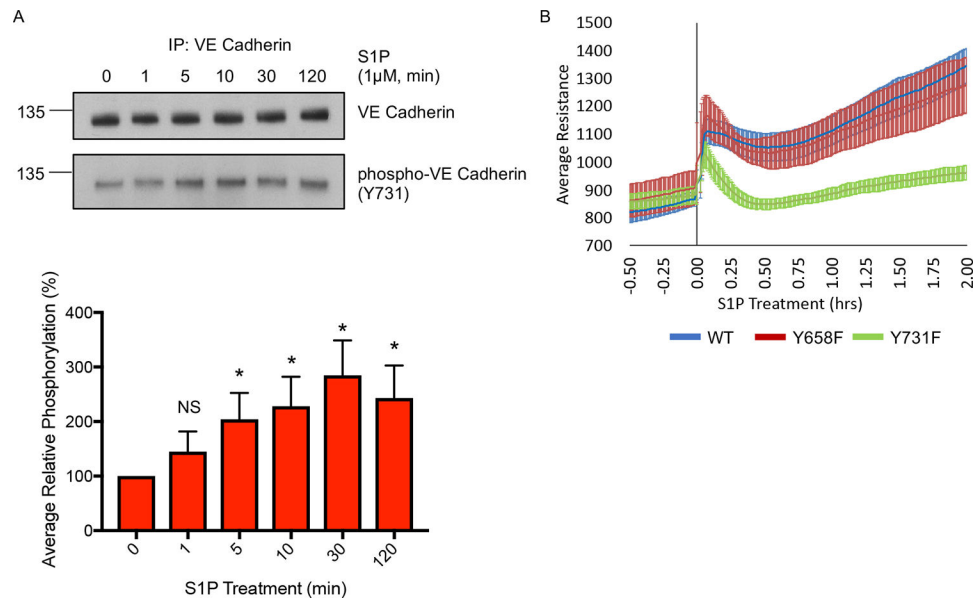 A
IP: VE Cadherin
0 1 5 10 30 120
S1P
(1µM, min)
135
VE Cadherin
135
phospho-VE Cadherin
(Y731)
Average Relative Phosphorylation (%)
400
300
200
100
0
NS
*
*
*
*
0 1 5 10 30 120
S1P Treatment (min)
B
Average Resistance
1500
1400
1300
1200
1100
1000
900
800
700
-0.50 -0.25 0.00 0.25 0.50 0.75 1.00 1.25 1.50 1.75 2.00
S1P Treatment (hrs)
WT Y658F Y731F